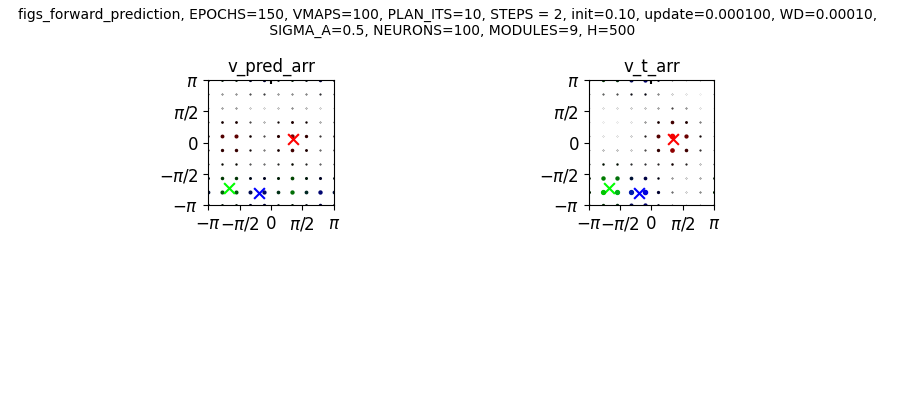 figs_forward_prediction, EPOCHS=150, VMAPS=100, PLAN_ITS=10, STEPS = 2, init=0.10, update=0.000100, WD=0.00010,
SIGMA_A=0.5, NEURONS=100, MODULES=9, H=500
v_pred_arr
π
π/2
0
−π/2
−π
−π −π/2 0 π/2 π
v_t_arr
π
π/2
0
−π/2
−π
−π −π/2 0 π/2 π